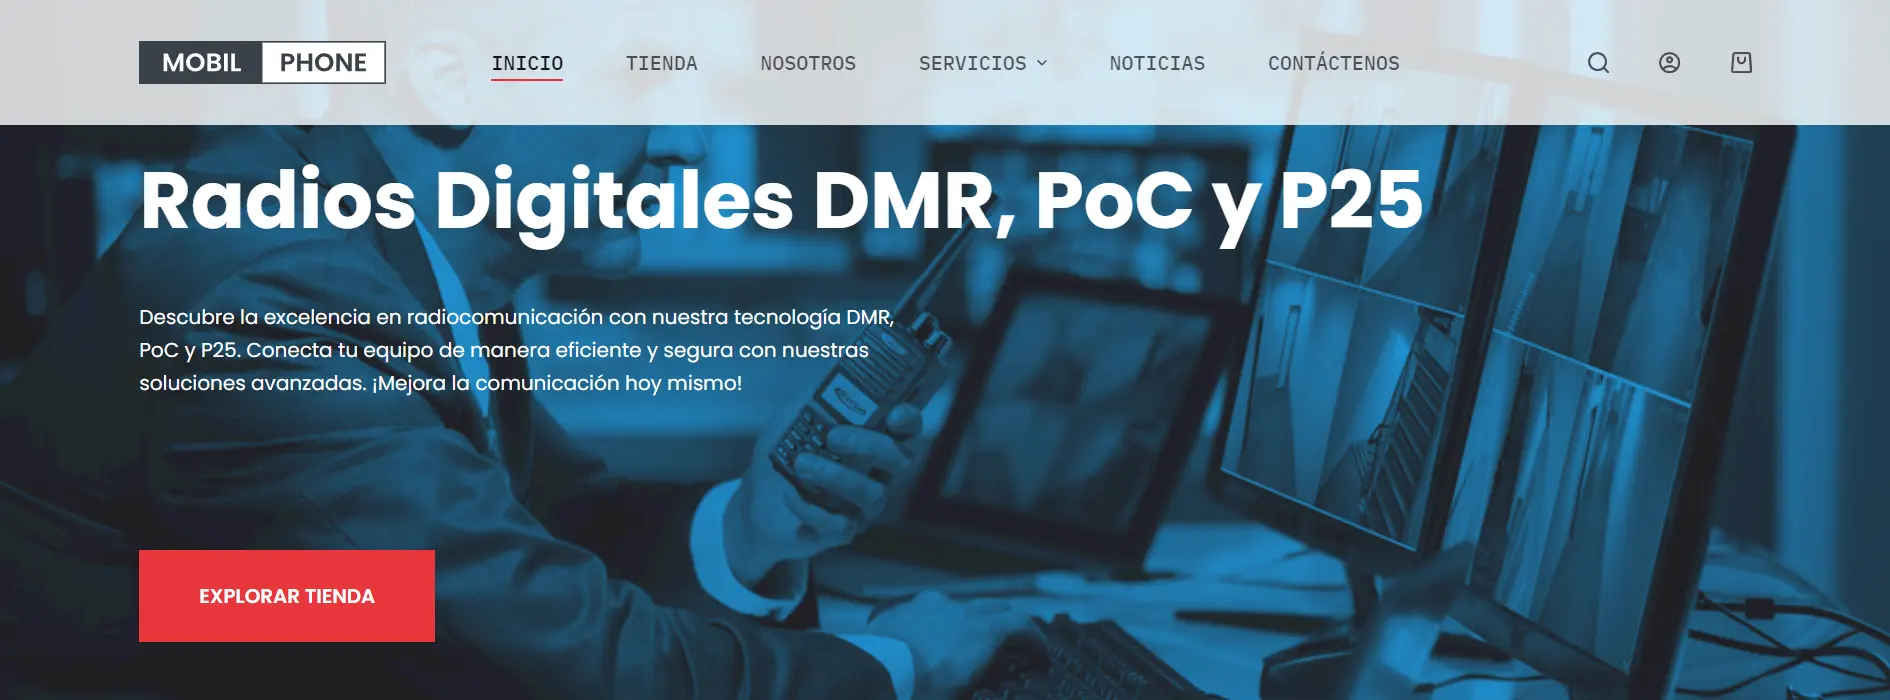 MOBIL PHONE
INICIO TIENDA NOSOTROS SERVICIOS NOTICIAS CONTÁCTENOS
Radios Digitales DMR, PoC y P25
Descubre la excelencia en radiocomunicación con nuestra tecnología DMR,
PoC y P25. Conecta tu equipo de manera eficiente y segura con nuestras
soluciones avanzadas. ¡Mejora la comunicación hoy mismo!
EXPLORAR TIENDA